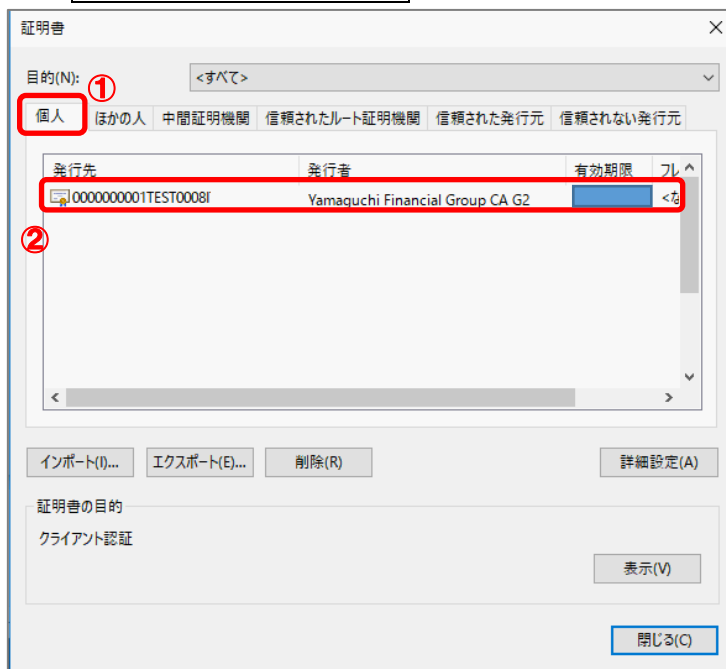 証明書
目的(N): <すべて>
①
個人 ほかの人 中間証明機関 信頼されたルート証明機関 信頼された発行元 信頼されない発行元
発行先 発行者 有効期限 フレ
0000000001TEST0008 Yamaguchi Financial Group CA G2 <な
②
インポート(I)... エクスポート(E)... 削除(R) 詳細設定(A)
証明書の目的
クライアント認証
表示(V)
閉じる(C)